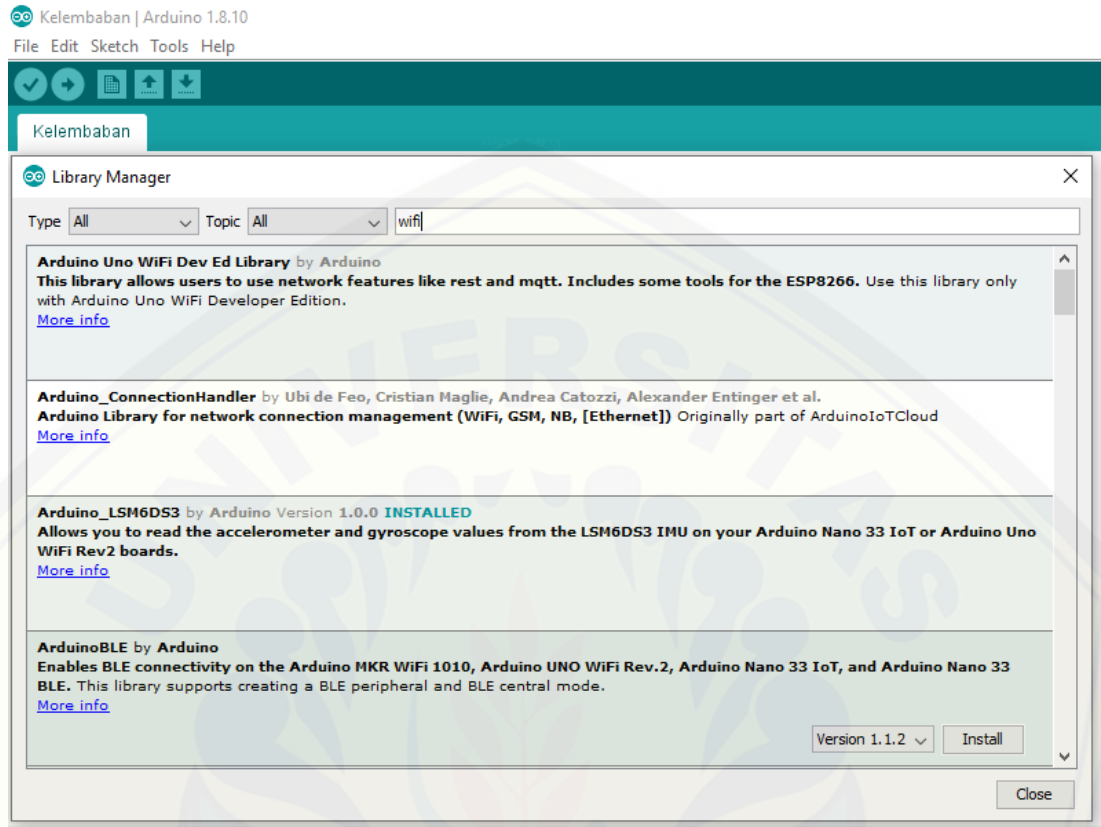 Kelembaban | Arduino 1.8.10
File Edit Sketch Tools Help
Kelembaban
Library Manager
Type All Topic All wifi
Arduino Uno WiFi Dev Ed Library by Arduino
This library allows users to use network features like rest and mqtt. Includes some tools for the ESP8266. Use this library only
with Arduino Uno WiFi Developer Edition.
More info
Arduino_ConnectionHandler by Ubi de Feo, Cristian Maglie, Andrea Catozzi, Alexander Entinger et al.
Arduino Library for network connection management (WiFi, GSM, NB, [Ethernet]) Originally part of ArduinoIoTCloud
More info
Arduino_LSM6DS3 by Arduino Version 1.0.0 INSTALLED
Allows you to read the accelerometer and gyroscope values from the LSM6DS3 IMU on your Arduino Nano 33 IoT or Arduino Uno
WiFi Rev2 boards.
More info
ArduinoBLE by Arduino
Enables BLE connectivity on the Arduino MKR WiFi 1010, Arduino UNO WiFi Rev.2, Arduino Nano 33 IoT, and Arduino Nano 33
BLE. This library supports creating a BLE peripheral and BLE central mode.
More info
Version 1.1.2 Install
Close
UNIVERSITAS